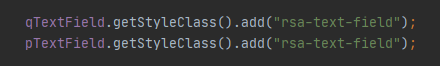 qTextField.getStyleClass().add("rsa-text-field");
pTextField.getStyleClass().add("rsa-text-field");